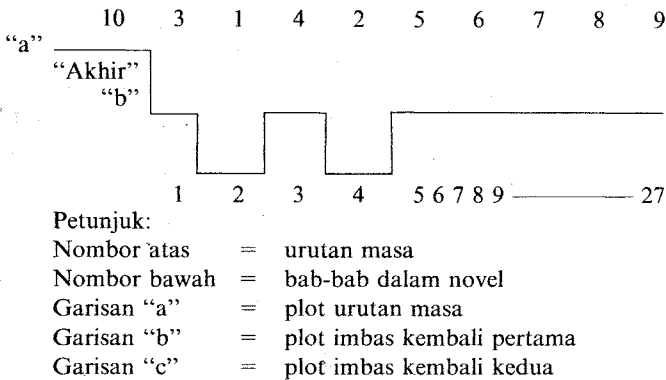 10 3 1 4 2 5 6 7 8 9
“a”
“Akhir”
“b”
1 2 3 4 5 6 7 8 9 ——— 27
Petunjuk:
Nombor atas = urutan masa
Nombor bawah = bab-bab dalam novel
Garisan “a” = plot urutan masa
Garisan “b” = plot imbas kembali pertama
Garisan “c” = plot imbas kembali kedua